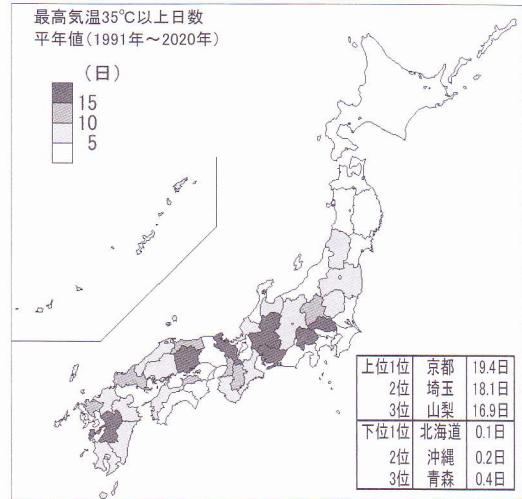 最高気温35℃以上日数
平年値(1991年～2020年)
(日)
15
10
5
上位1位 京都 19.4日
2位 埼玉 18.1日
3位 山梨 16.9日
下位1位 北海道 0.1日
2位 沖縄 0.2日
3位 青森 0.4日